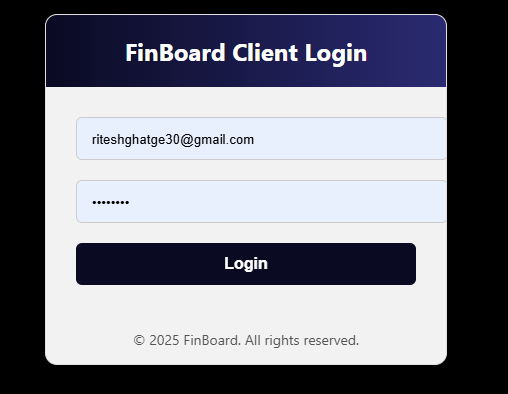 FinBoard Client Login
riteshghatge30@gmail.com
••••••••
Login
© 2025 FinBoard. All rights reserved.